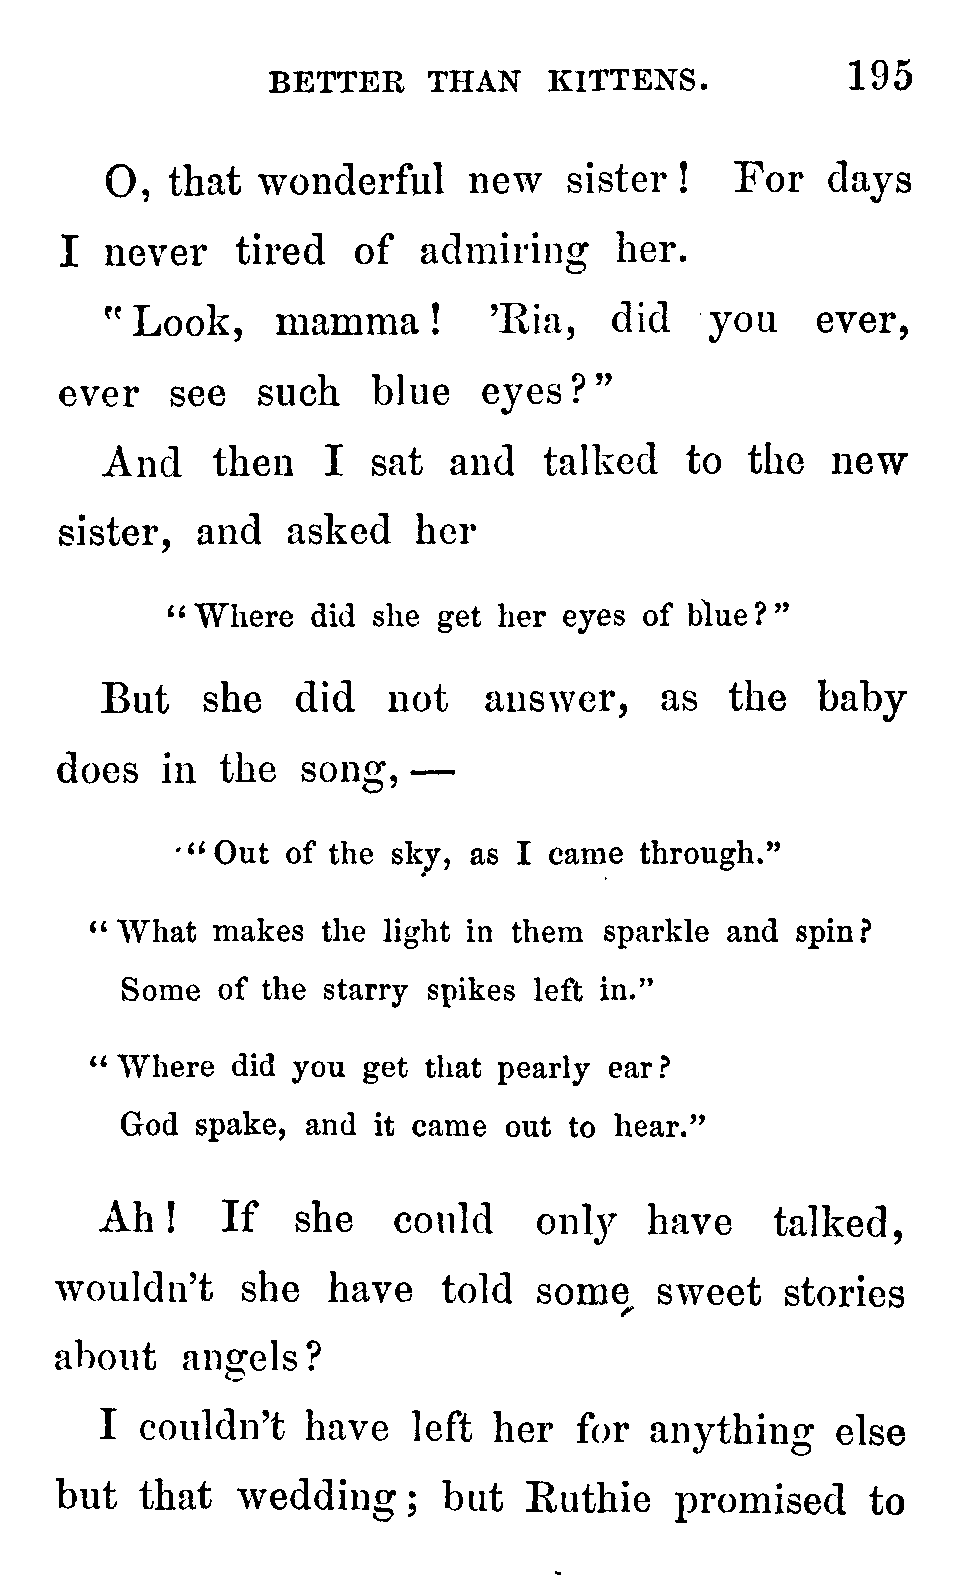 BETTER THAN KITTENS. 195
O, that wonderful new sister! For days
I never tired of admiring her.
"Look, mamma! 'Ria, did you ever,
ever see such blue eyes?"
And then I sat and talked to the new
sister, and asked her
"Where did she get her eyes of blue?"
But she did not answer, as the baby
does in the song, —
"Out of the sky, as I came through."
"What makes the light in them sparkle and spin?
Some of the starry spikes left in."
"Where did you get that pearly ear?
God spake, and it came out to hear."
Ah! If she could only have talked,
wouldn't she have told some sweet stories
about angels?
I couldn't have left her for anything else
but that wedding; but Ruthie promised to